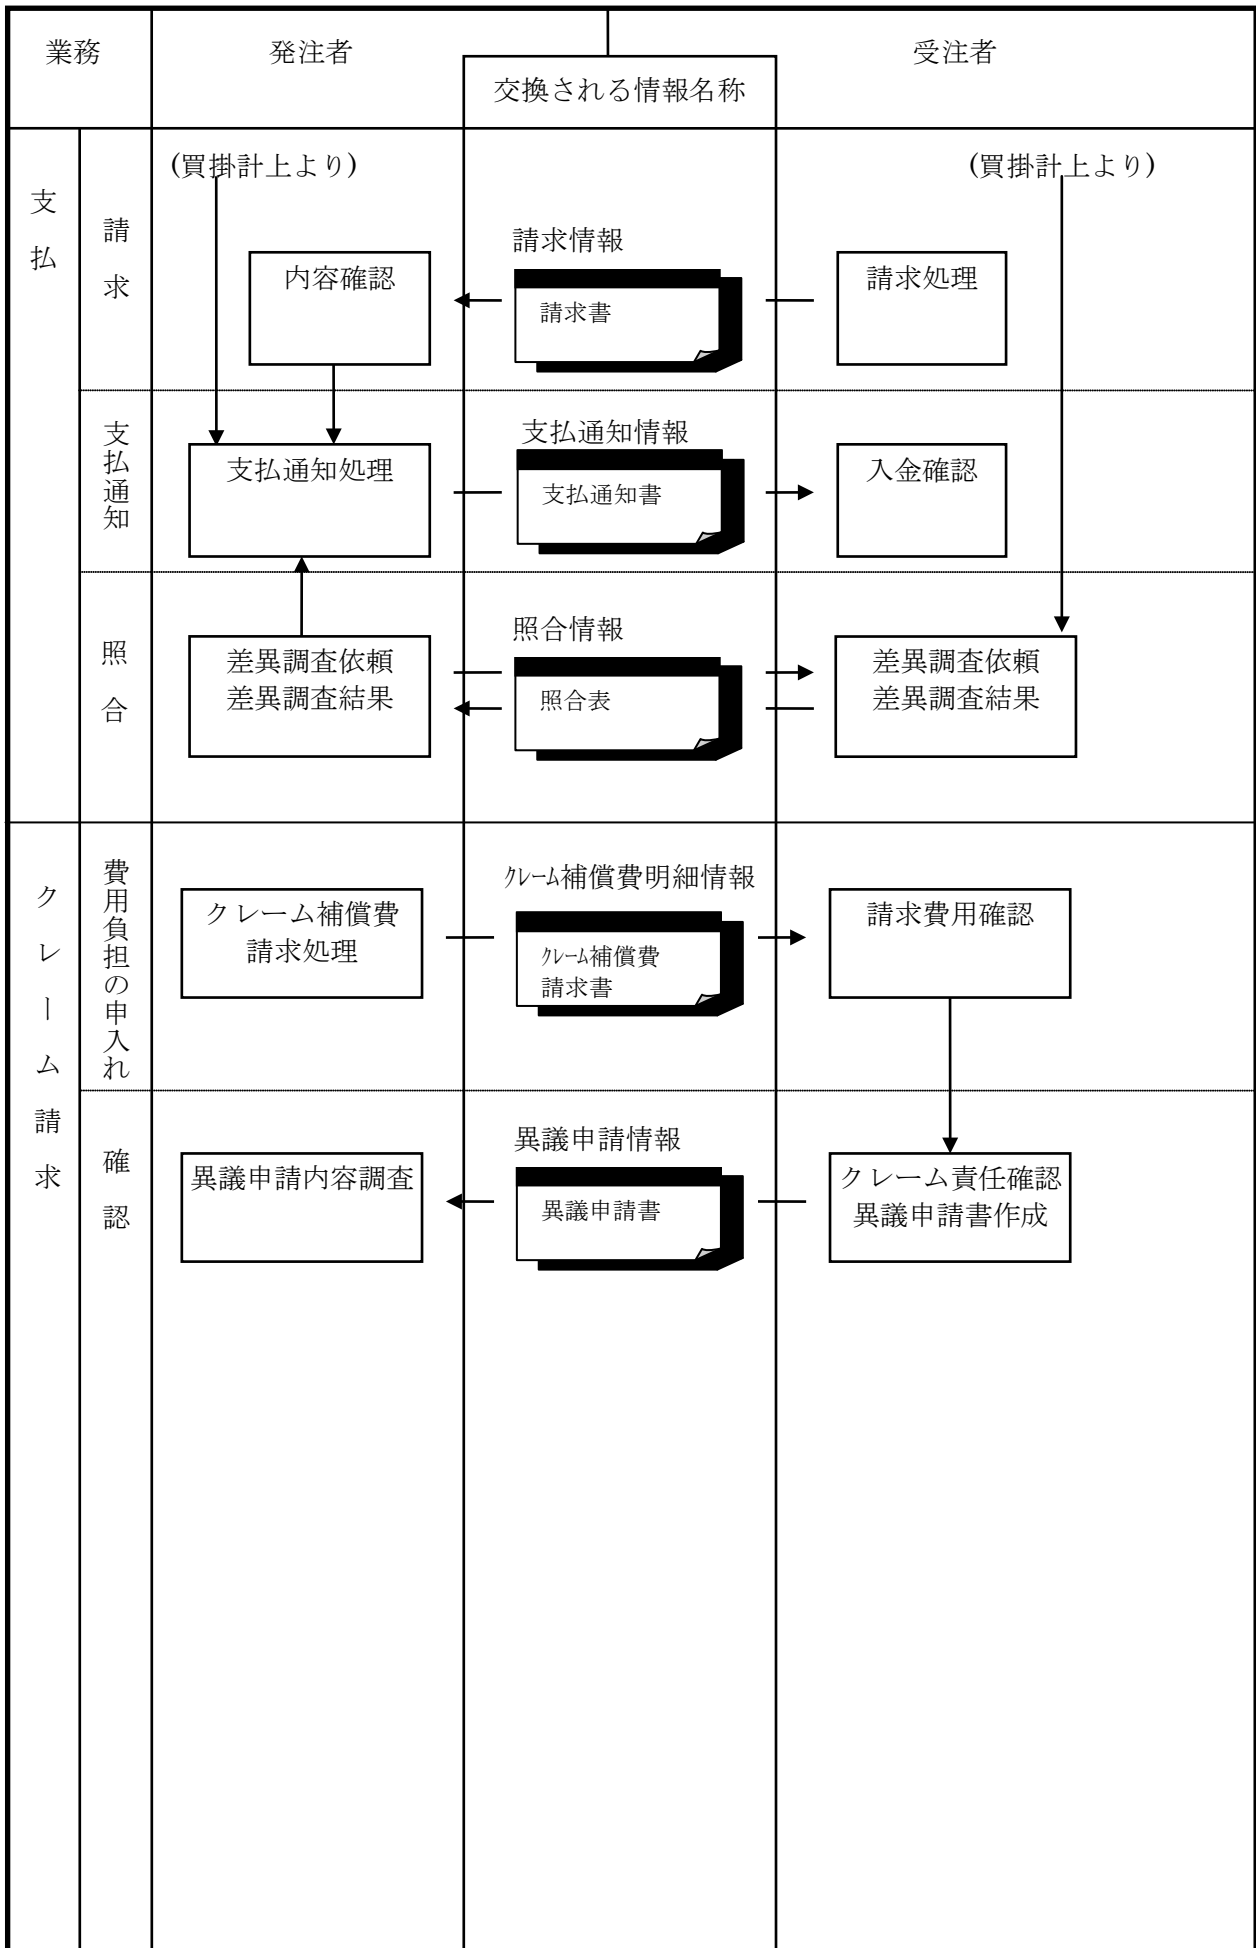 業務
発注者
受注者
交換される情報名称
支払
請求
(買掛計上より)
(買掛計上より)
請求情報
内容確認
請求書
請求処理
支払通知
支払通知情報
支払通知処理
支払通知書
入金確認
照合
照合情報
差異調査依頼
差異調査結果
照合表
差異調査依頼
差異調査結果
クレーム請求
費用負担の申入れ
ｸﾚｰﾑ補償費明細情報
クレーム補償費
請求処理
ｸﾚｰﾑ補償費
請求書
請求費用確認
確認
異議申請情報
異議申請内容調査
異議申請書
クレーム責任確認
異議申請書作成